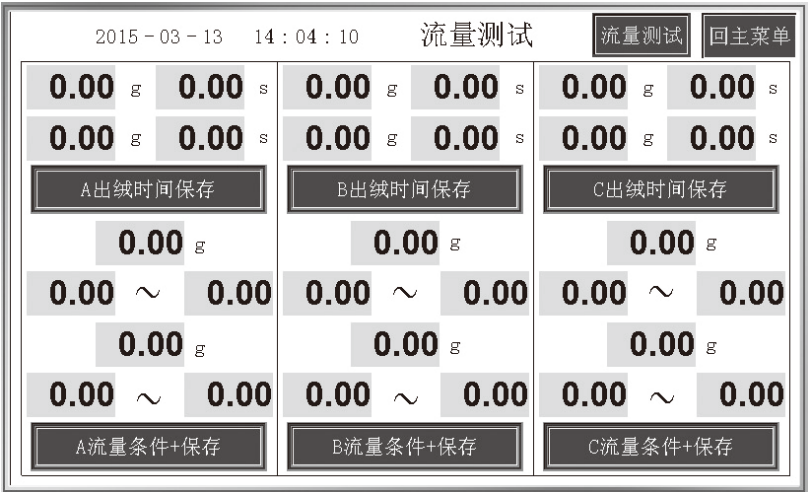 2015-03-13 14:04:10 流量测试 流量测试 回主菜单
0.00 g 0.00 s 0.00 g 0.00 s 0.00 g 0.00 s
0.00 g 0.00 s 0.00 g 0.00 s 0.00 g 0.00 s
A出绒时间保存 B出绒时间保存 C出绒时间保存
0.00 g 0.00 g 0.00 g
0.00 ~ 0.00 0.00 ~ 0.00 0.00 ~ 0.00
0.00 g 0.00 g 0.00 g
0.00 ~ 0.00 0.00 ~ 0.00 0.00 ~ 0.00
A流量条件+保存 B流量条件+保存 C流量条件+保存